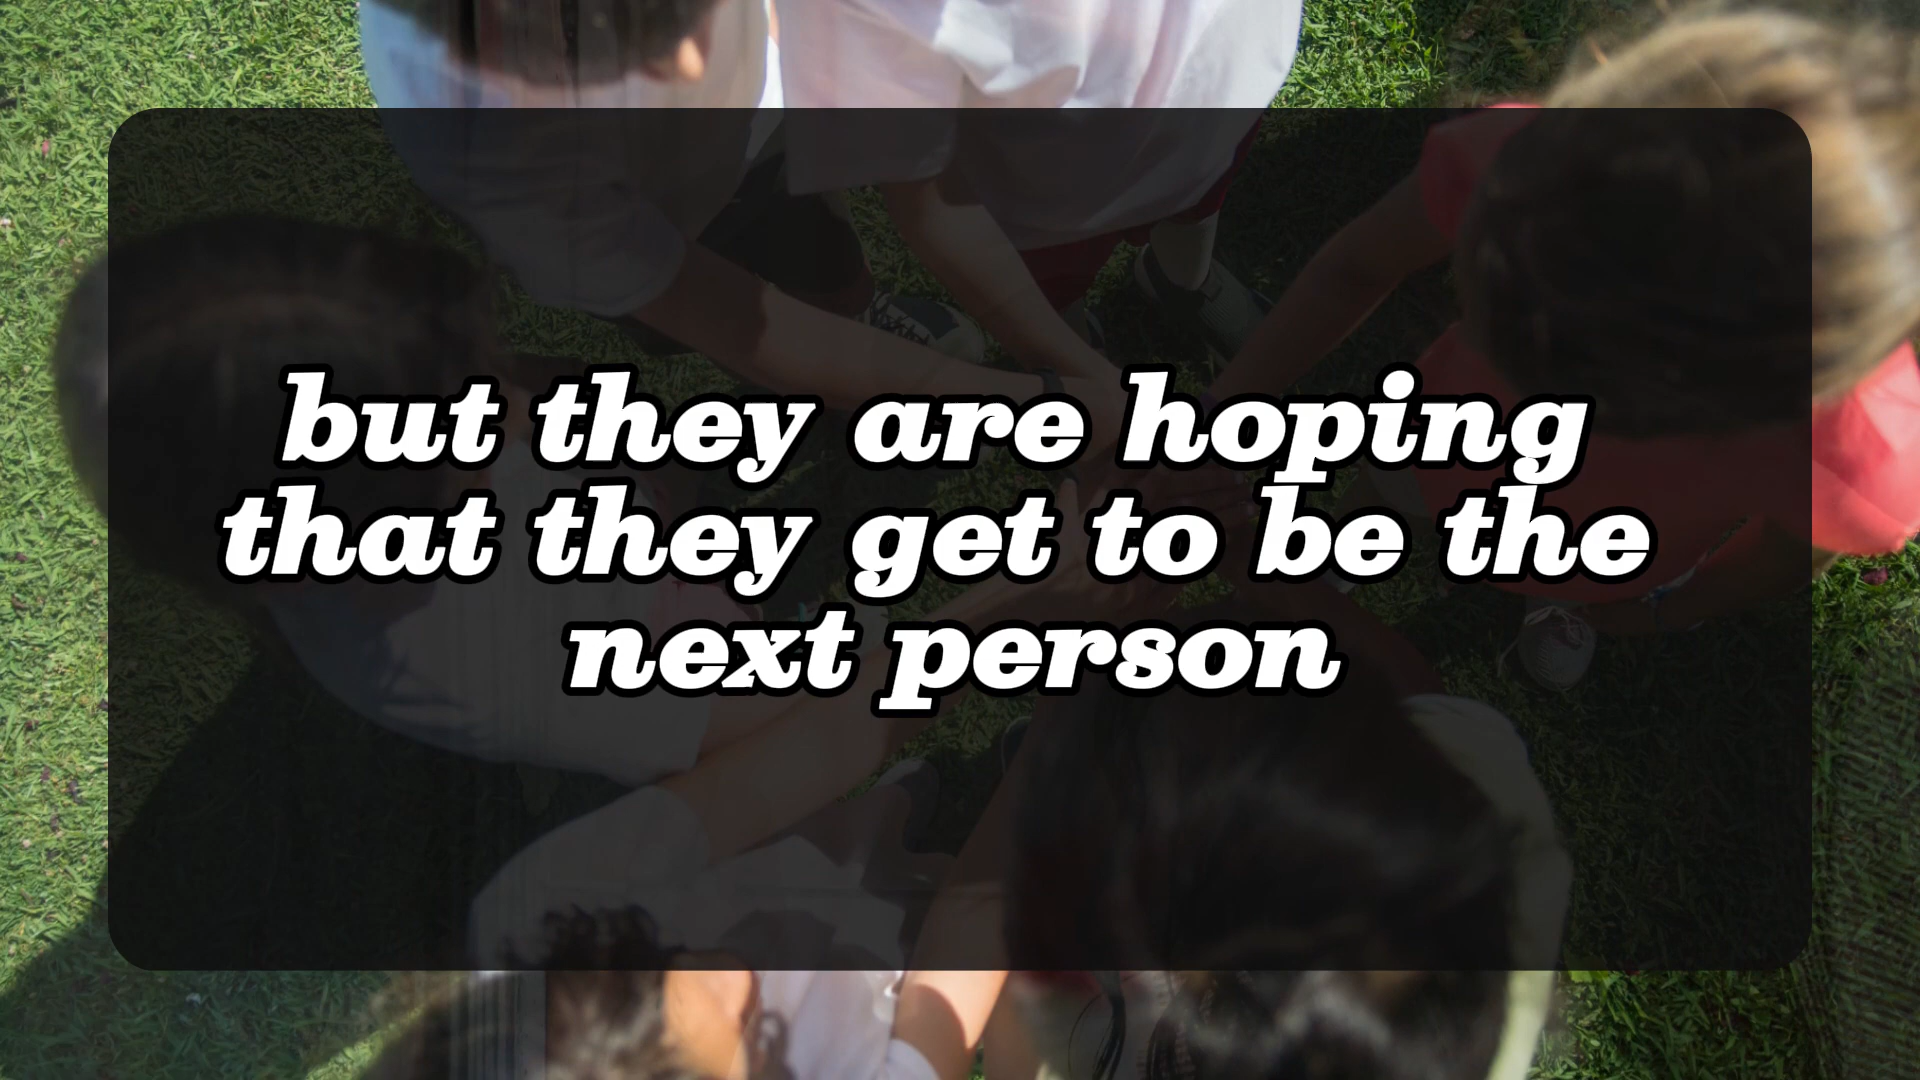 but they are hoping
that they get to be the
next person